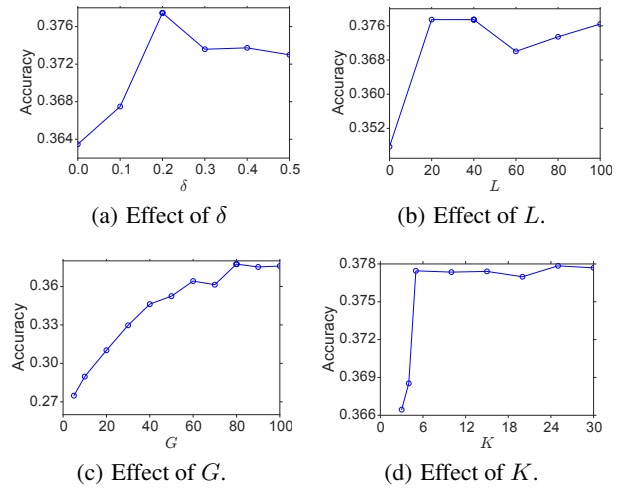 0.376
0.372
0.368
0.364
Accuracy
0.0 0.1 0.2 0.3 0.4 0.5
δ
(a) Effect of δ
0.376
0.368
0.360
0.352
Accuracy
0 20 40 60 80 100
L
(b) Effect of L.
0.36
0.33
0.30
0.27
Accuracy
0 20 40 60 80 100
G
(c) Effect of G.
0.378
0.375
0.372
0.369
0.366
Accuracy
0 6 12 18 24 30
K
(d) Effect of K.